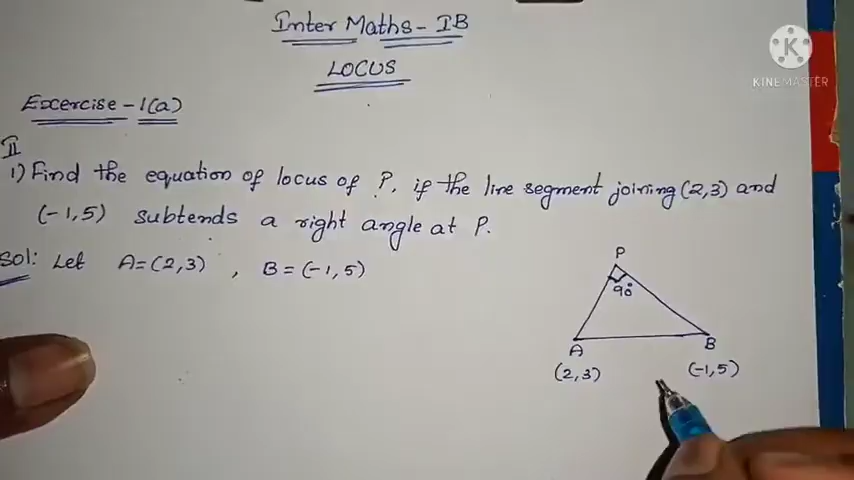 Inter Maths - IB
LOCUS
K
KINEMASTER
Excercise - 1(a)
II
1) Find the equation of locus of P, if the line segment joining (2,3) and
(-1,5) subtends a right angle at P.
Sol: Let A=(2,3) , B=(-1,5)
P
90°
A
B
(2,3)
(-1,5)